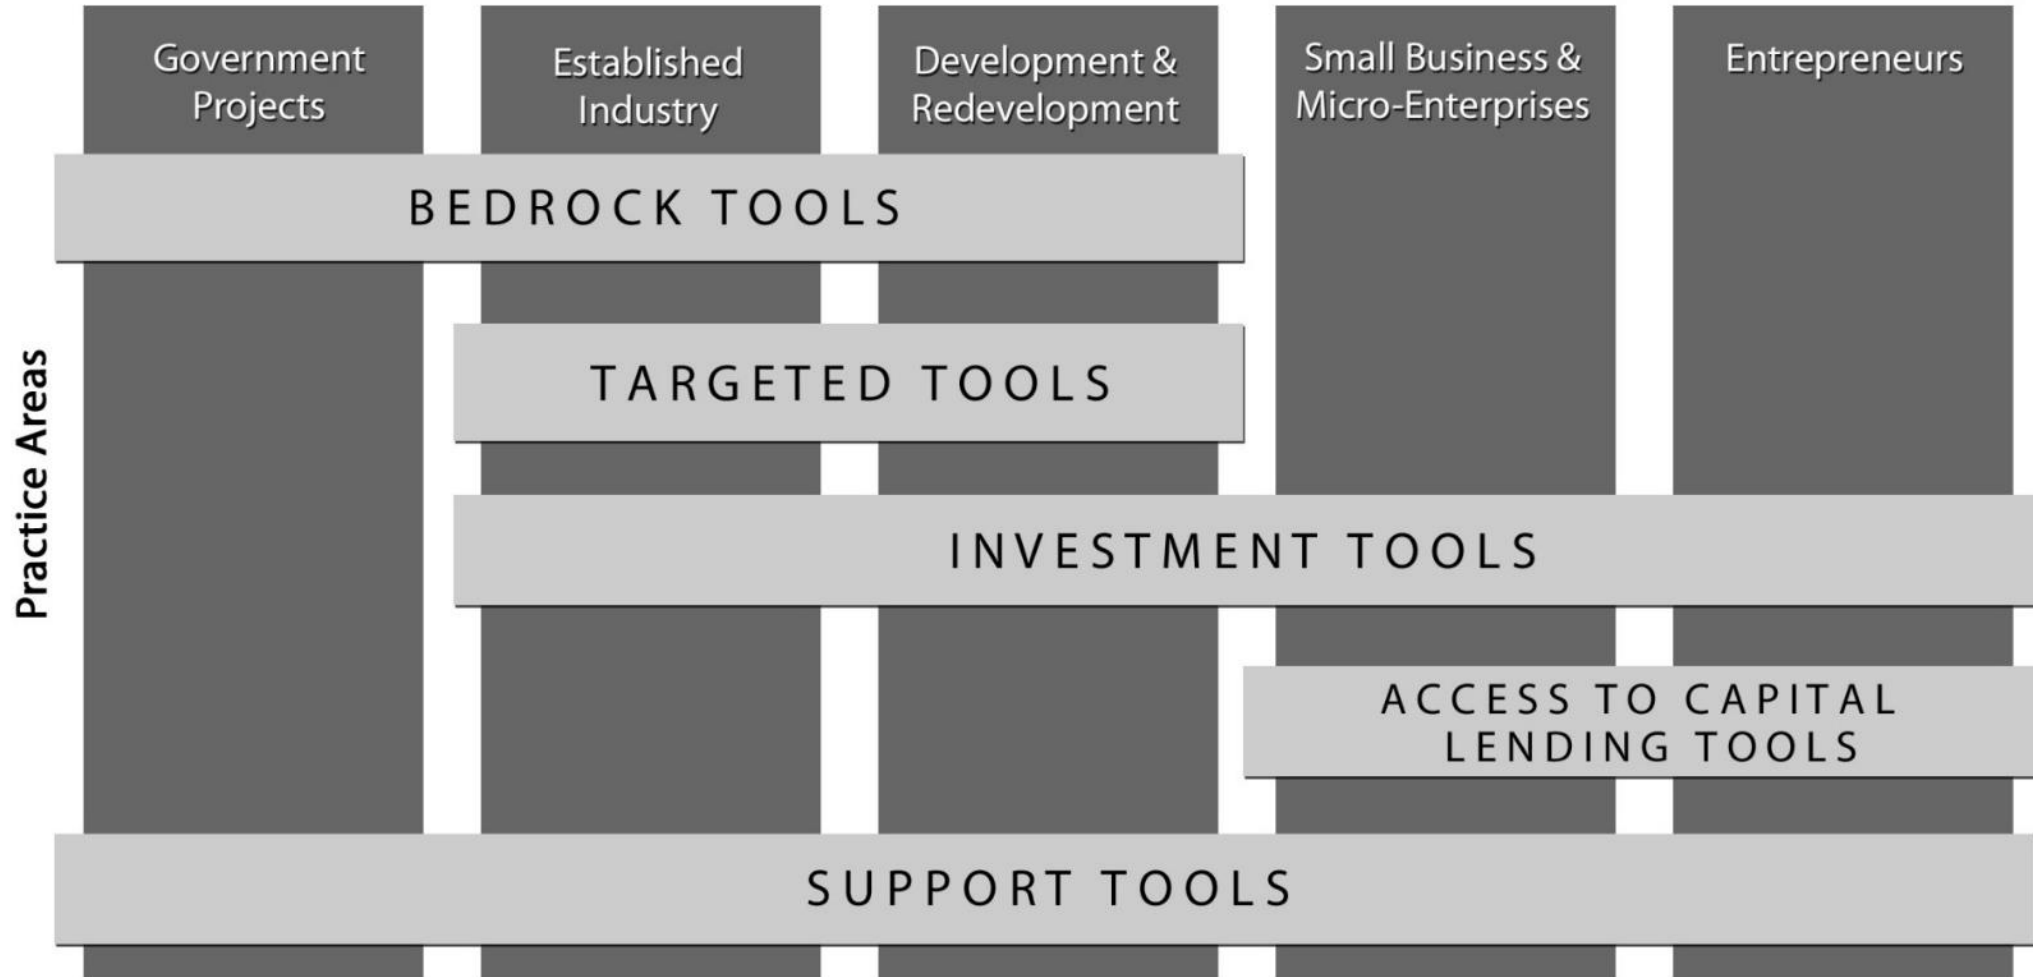 Government
Projects
Established
Industry
Development &
Redevelopment
Small Business &
Micro-Enterprises
Entrepreneurs
BEDROCK TOOLS
TARGETED TOOLS
Practice Areas
INVESTMENT TOOLS
ACCESS TO CAPITAL
LENDING TOOLS
SUPPORT TOOLS